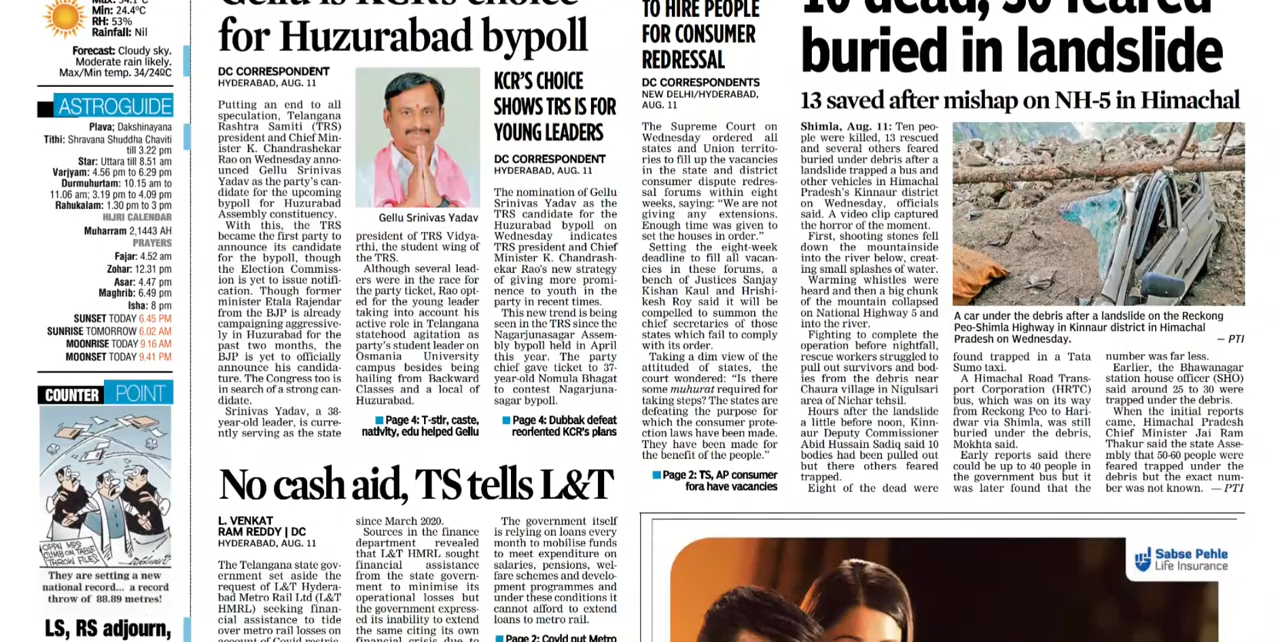 Max: 34.1°C
Min: 24.4ºC
RH: 53%
Rainfall: Nil
Forecast: Cloudy sky.
Moderate rain likely.
Max/Min temp. 34/24ºC
ASTROGUIDE
Plava; Dakshinayana
Tithi: Shravana Shuddha Chaviti
till 3.22 pm
Star: Uttara till 8.51 am
Varjyam: 4.56 pm to 6.29 pm
Durmuhurtam: 10.15 am to
11.06 am; 3.19 pm to 4.09 pm
Rahukalam: 1.30 pm to 3 pm
HIJRI CALENDAR
Muharram 2,1443 AH
PRAYERS
Fajar: 4.52 am
Zohar: 12.31 pm
Asar: 4.47 pm
Maghrib: 6.49 pm
Isha: 8 pm
SUNSET TODAY 6.45 PM
SUNRISE TOMORROW 6.02 AM
MOONRISE TODAY 9.16 AM
MOONSET TODAY 9.41 PM
COUNTER POINT
OPPN MPS
CLIMB ON TABLE
THROW FILES
They are setting a new
national record... a record
throw of 88.89 metres!
LS, RS adjourn,
Gellu is KCR's choice
for Huzurabad bypoll
DC CORRESPONDENT
HYDERABAD, AUG. 11
Putting an end to all
speculation, Telangana
Rashtra Samiti (TRS)
president and Chief Min-
ister K. Chandrashekar
Rao on Wednesday anno-
unced Gellu Srinivas
Yadav as the party's can-
didate for the upcoming
bypoll for Huzurabad
Assembly constituency.
With this, the TRS
became the first party to
announce its candidate
for the bypoll, though
the Election Commiss-
ion is yet to issue notifi-
cation. Though former
minister Etala Rajendar
from the BJP is already
campaigning aggressive-
ly in Huzurabad for the
past two months, the
BJP is yet to officially
announce his candida-
ture. The Congress too is
in search of a strong can-
didate.
Srinivas Yadav, a 38-
year-old leader, is curre-
ntly serving as the state
Gellu Srinivas Yadav
president of TRS Vidya-
rthi, the student wing of
the TRS.
Although several lead-
ers were in the race for
the party ticket, Rao opt-
ed for the young leader
taking into account his
active role in Telangana
statehood agitation as
party's student leader on
Osmania University
campus besides being
hailing from Backward
Classes and a local of
Huzurabad.
Page 4: T-stir, caste,
nativity, edu helped Gellu
KCR'S CHOICE
SHOWS TRS IS FOR
YOUNG LEADERS
DC CORRESPONDENT
HYDERABAD, AUG. 11
The nomination of Gellu
Srinivas Yadav as the
TRS candidate for the
Huzurabad bypoll on
Wednesday indicates
TRS president and Chief
Minister K. Chandrash-
ekar Rao's new strategy
of giving more promi-
nence to youth in the
party in recent times.
This new trend is being
seen in the TRS since the
Nagarjunasagar Assem-
bly bypoll held in April
this year. The party
chief gave ticket to 37-
year-old Nomula Bhagat
to contest Nagarjuna-
sagar bypoll.
Page 4: Dubbak defeat
reoriented KCR's plans
No cash aid, TS tells L&T
L. VENKAT
RAM REDDY | DC
HYDERABAD, AUG. 11
The Telangana state gov-
ernment set aside the
request of L&T Hydera-
bad Metro Rail Ltd (L&T
HMRL) seeking finan-
cial assistance to tide
over metro rail losses on
account of Covid restric-
since March 2020.
Sources in the finance
department revealed
that L&T HMRL sought
financial assistance
from the state govern-
ment to minimise its
operational losses but
the government express-
ed its inability to extend
the same citing its own
financial crisis due to
The government itself
is relying on loans every
month to mobilise funds
to meet expenditure on
salaries, pensions, wel-
fare schemes and develo-
pment programmes and
under these conditions it
cannot afford to extend
loans to metro rail.
Page 2: Covid put Metro
TO HIRE PEOPLE
FOR CONSUMER
REDRESSAL
DC CORRESPONDENTS
NEW DELHI/HYDERABAD,
AUG. 11
The Supreme Court on
Wednesday ordered all
states and Union territo-
ries to fill up the vacancies
in the state and district
consumer dispute redres-
sal forums within eight
weeks, saying: "We are not
giving any extensions.
Enough time was given to
set the houses in order."
Setting the eight-week
deadline to fill all vacan-
cies in these forums, a
bench of Justices Sanjay
Kishan Kaul and Hrishi-
kesh Roy said it will be
compelled to summon the
chief secretaries of those
states which fail to comply
with its order.
Taking a dim view of the
attitudes of states, the
court wondered: "Is there
some muhurat required for
taking steps? The states are
defeating the purpose for
which the consumer prote-
ction laws have been made.
They have been made for
the benefit of the people."
Page 2: TS, AP consumer
fora have vacancies
10 dead, 50 feared
buried in landslide
13 saved after mishap on NH-5 in Himachal
Shimla, Aug. 11: Ten peo-
ple were killed, 13 rescued
and several others feared
buried under debris after a
landslide trapped a bus and
other vehicles in Himachal
Pradesh's Kinnaur district
on Wednesday, officials
said. A video clip captured
the horror of the moment.
First, shooting stones fell
down the mountainside
into the river below, creat-
ing small splashes of water.
Warning whistles were
heard and then a big chunk
of the mountain collapsed
on National Highway 5 and
into the river.
Fighting to complete the
operation before nightfall,
rescue workers struggled to
pull out survivors and bod-
ies from the debris near
Chaura village in Nigulsari
area of Nichar tehsil.
Hours after the landslide
a little before noon, Kinn-
aur Deputy Commissioner
Abid Hussain Sadiq said 10
bodies had been pulled out
but there others feared
trapped.
Eight of the dead were
A car under the debris after a landslide on the Reckong
Peo-Shimla Highway in Kinnaur district in Himachal
Pradesh on Wednesday. — PTI
found trapped in a Tata
Sumo taxi.
A Himachal Road Trans-
port Corporation (HRTC)
bus, which was on its way
from Reckong Peo to Hari-
dwar via Shimla, was still
buried under the debris,
Mokhta said.
Early reports said there
could be up to 40 people in
the government bus but it
was later found that the
number was far less.
Earlier, the Bhawanagar
station house officer (SHO)
said around 25 to 30 were
trapped under the debris.
When the initial reports
came, Himachal Pradesh
Chief Minister Jai Ram
Thakur said the state Asse-
mbly that 50-60 people were
feared trapped under the
debris but the exact num-
ber was not known. — PTI
Sabse Pehle
Life Insurance